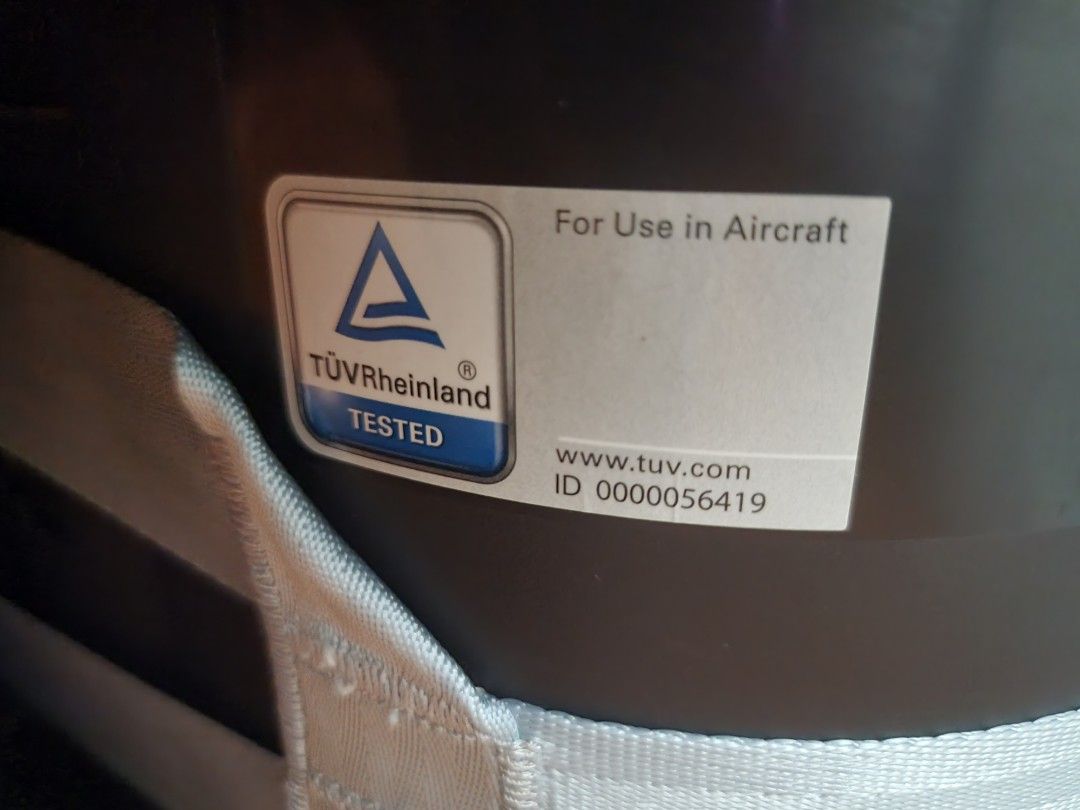 For Use in Aircraft
TÜVRheinland®
TESTED
www.tuv.com
ID 0000056419